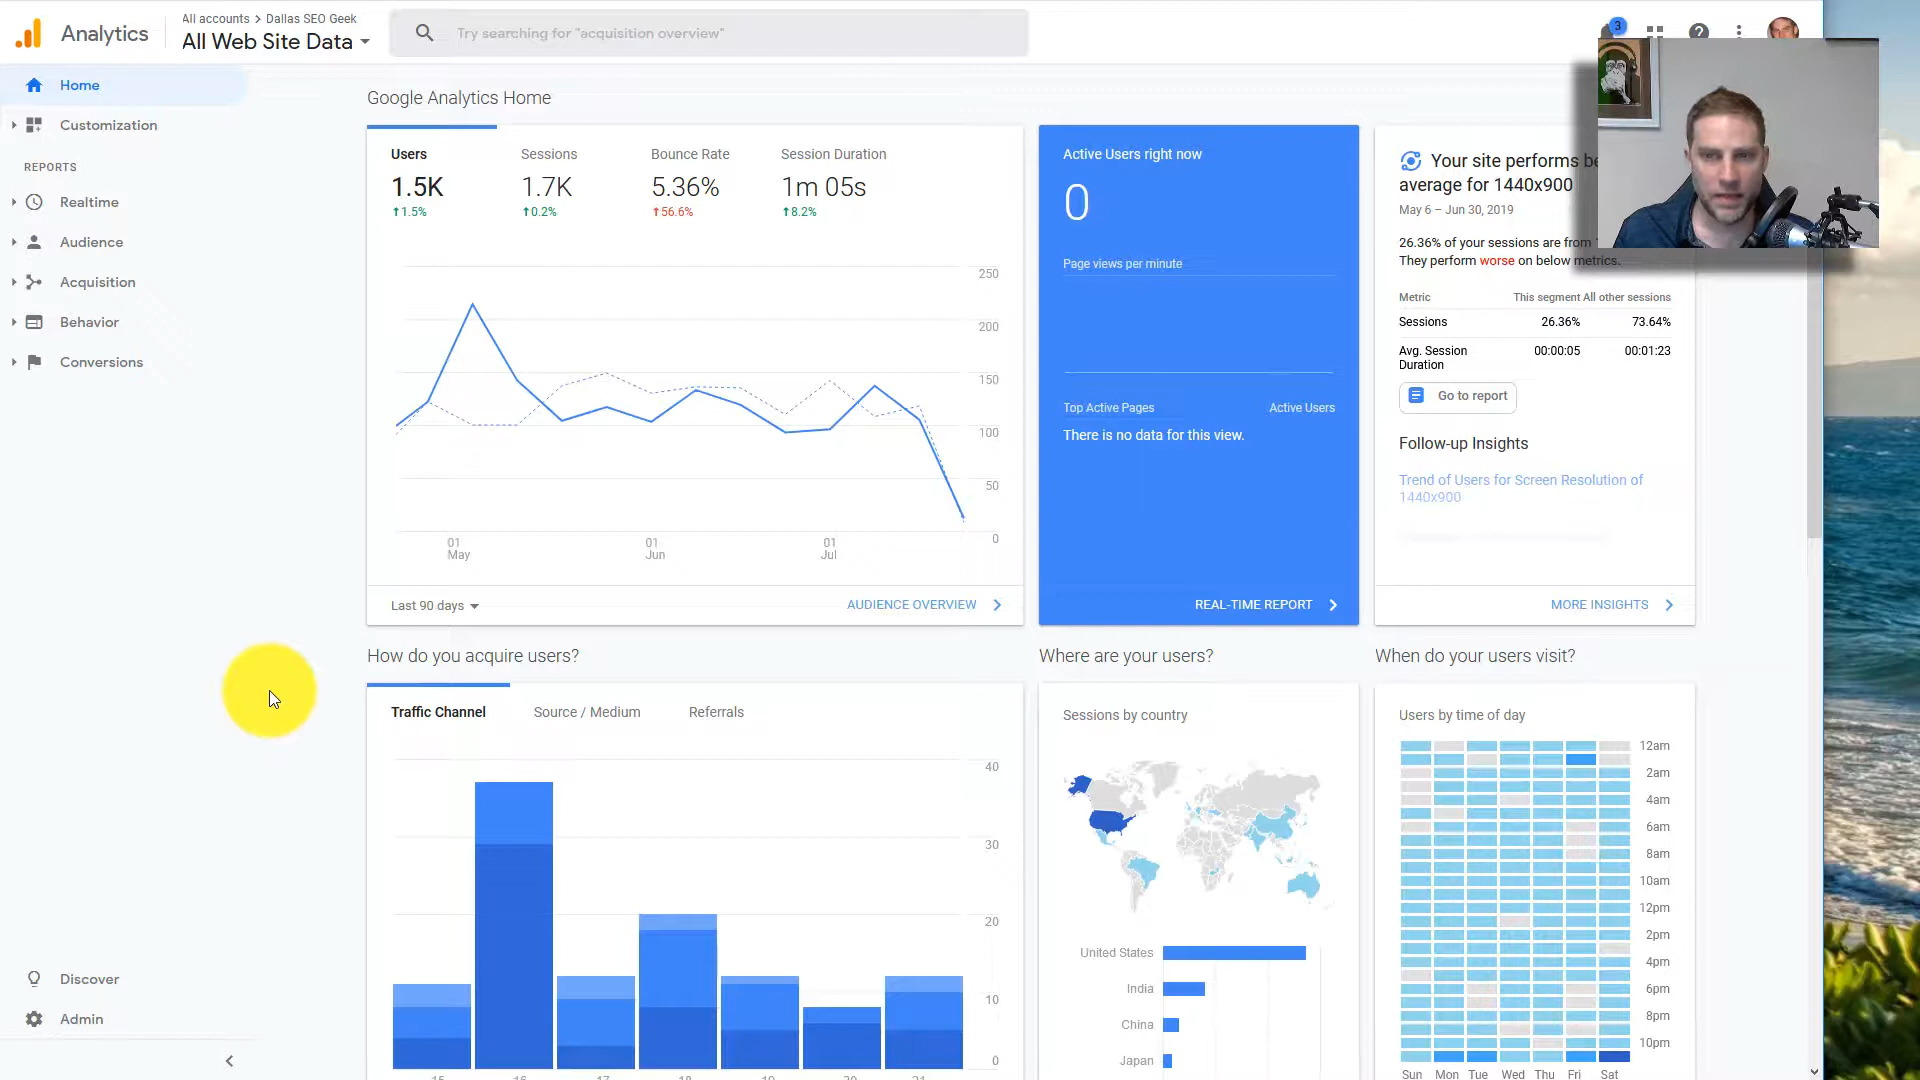 Analytics
All accounts > Dallas SEO Geek
All Web Site Data
Try searching for "acquisition overview"
3
Home
Customization
REPORTS
Realtime
Audience
Acquisition
Behavior
Conversions
Discover
Admin
Google Analytics Home
Users
1.5K
1.5%
Sessions
1.7K
0.2%
Bounce Rate
5.36%
56.6%
Session Duration
1m 05s
8.2%
250
200
150
100
50
0
01
May
01
Jun
01
Jul
Last 90 days
AUDIENCE OVERVIEW
Active Users right now
0
Page views per minute
Top Active Pages
Active Users
There is no data for this view.
REAL-TIME REPORT
Your site performs
average for 1440x900
May 6 – Jun 30, 2019
26.36% of your sessions are from
They perform worse on below metrics.
Metric This segment All other sessions
Sessions 26.36% 73.64%
Avg. Session
Duration 00:00:05 00:01:23
Go to report
Follow-up Insights
Trend of Users for Screen Resolution of
1440x900
MORE INSIGHTS
How do you acquire users?
Traffic Channel
Source / Medium
Referrals
40
30
20
10
0
15 16 17 18 19 20 21
Where are your users?
Sessions by country
United States
India
China
Japan
When do your users visit?
Users by time of day
12am
2am
4am
6am
8am
10am
12pm
2pm
4pm
6pm
8pm
10pm
Sun Mon Tue Wed Thu Fri Sat